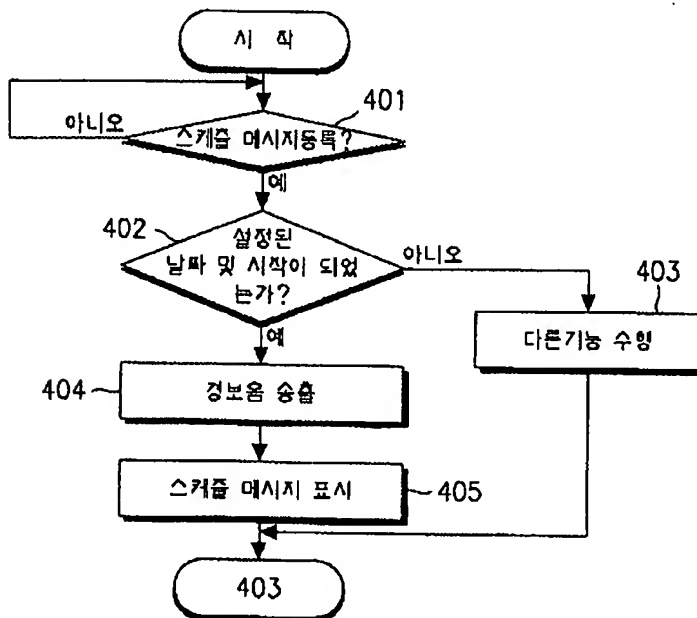 시 작
401
아니오
스케쥴 메시지등록?
예
402
설정된
날짜 및 시작이 되었
는가?
아니오
403
다른기능 수행
예
404
경보음 송출
스케쥴 메시지 표시
405
403